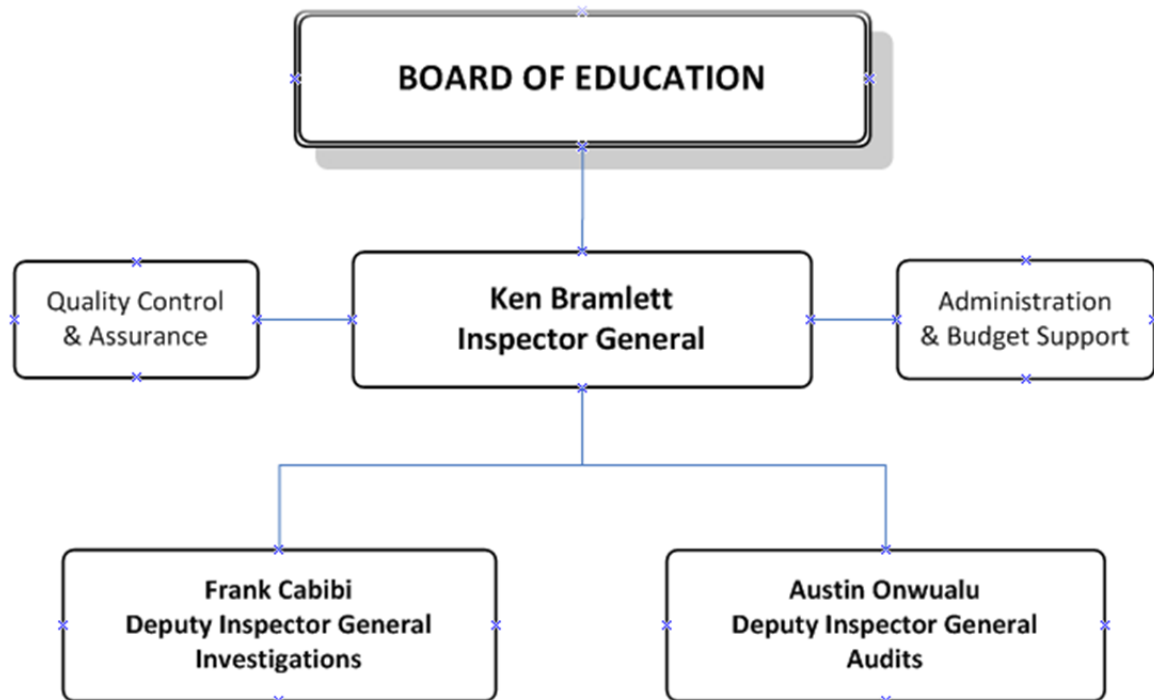 BOARD OF EDUCATION
Quality Control
& Assurance
Ken Bramlett
Inspector General
Administration
& Budget Support
Frank Cabibi
Deputy Inspector General
Investigations
Austin Onwualu
Deputy Inspector General
Audits